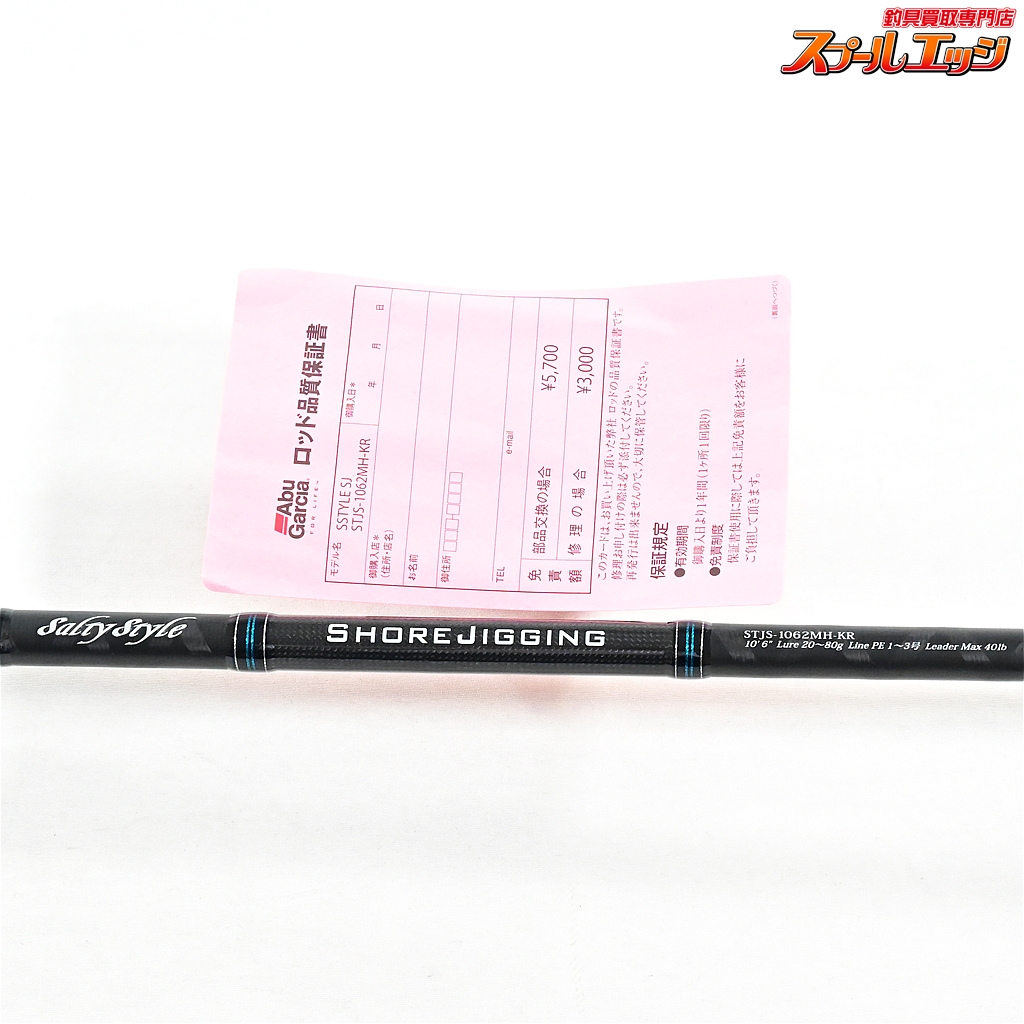 釣具買取専門店
スプールエッジ
Abu
Garcia
FOR LIFE.
ロッド品質保証書
モデル名 SSTYLE SJ
STJS-1062MH-KR
御購入日* 年 月 日
御購入店*
(住所・店名)
お名前
御住所
TEL
e-mail
免責額
部品交換の場合 ¥5,700
修理の場合 ¥3,000
このカードは、お買い上げ頂いた弊社 ロッドの品質保証書です。
修理お申し付けの際は必ず添付してください。
再発行は出来ませんので、大切に保管してください。
保証規定
●有効期間
御購入日より1年間(1ヶ所1回限り)
●免責制度
保証書使用に際しては上記免責額をお客様に
ご負担して頂きます。
(裏面へつづく)
Salty Style
SHOREJIGGING
STJS-1062MH-KR
10'6" Lure 20〜80g Line PE 1〜3号 Leader Max 40lb